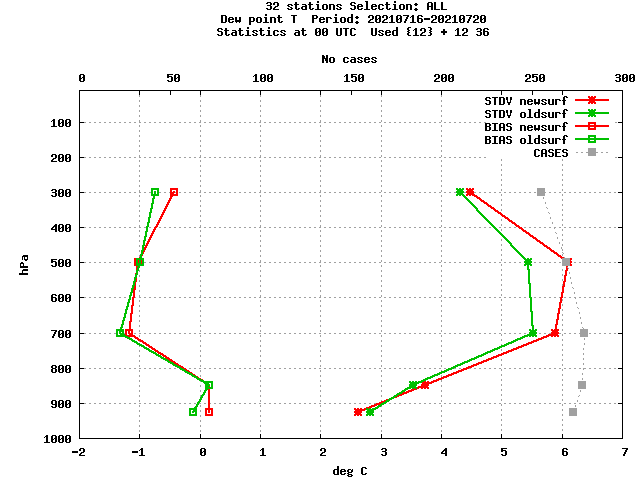 32 stations Selection: ALL
Dew point T  Period: 20210716-20210720
Statistics at 00 UTC  Used {12} + 12 36
No cases
0 50 100 150 200 250 300
STDV newsurf
STDV oldsurf
BIAS newsurf
BIAS oldsurf
CASES
100
200
300
400
500
600
700
800
900
1000
hPa
-2 -1 0 1 2 3 4 5 6 7
deg C